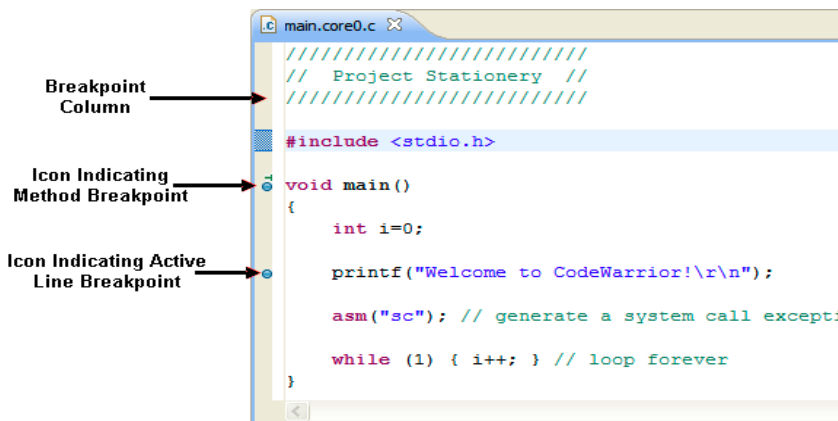 .c main.core0.c
///////////////////////////
// Project Stationery //
///////////////////////////
Breakpoint
Column
#include <stdio.h>
Icon Indicating
Method Breakpoint
void main()
{
int i=0;
Icon Indicating Active
Line Breakpoint
printf("Welcome to CodeWarrior!\r\n");
asm("sc"); // generate a system call excepti
while (1) { i++; } // loop forever
}